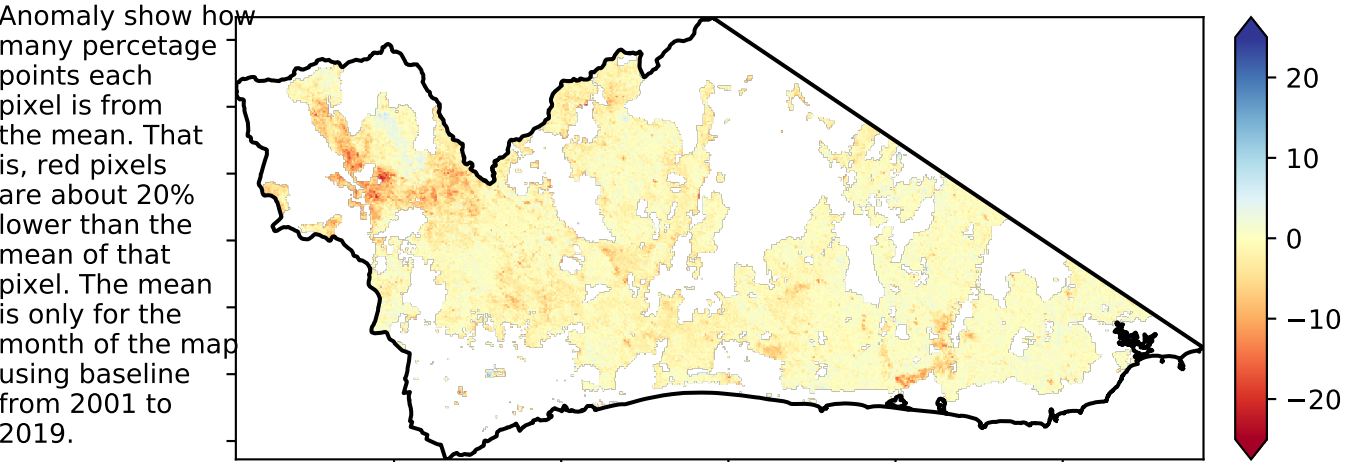 Anomaly show how
many percetage
points each
pixel is from
the mean. That
is, red pixels
are about 20%
lower than the
mean of that
pixel. The mean
is only for the
month of the map
using baseline
from 2001 to
2019.
20
10
0
−10
−20